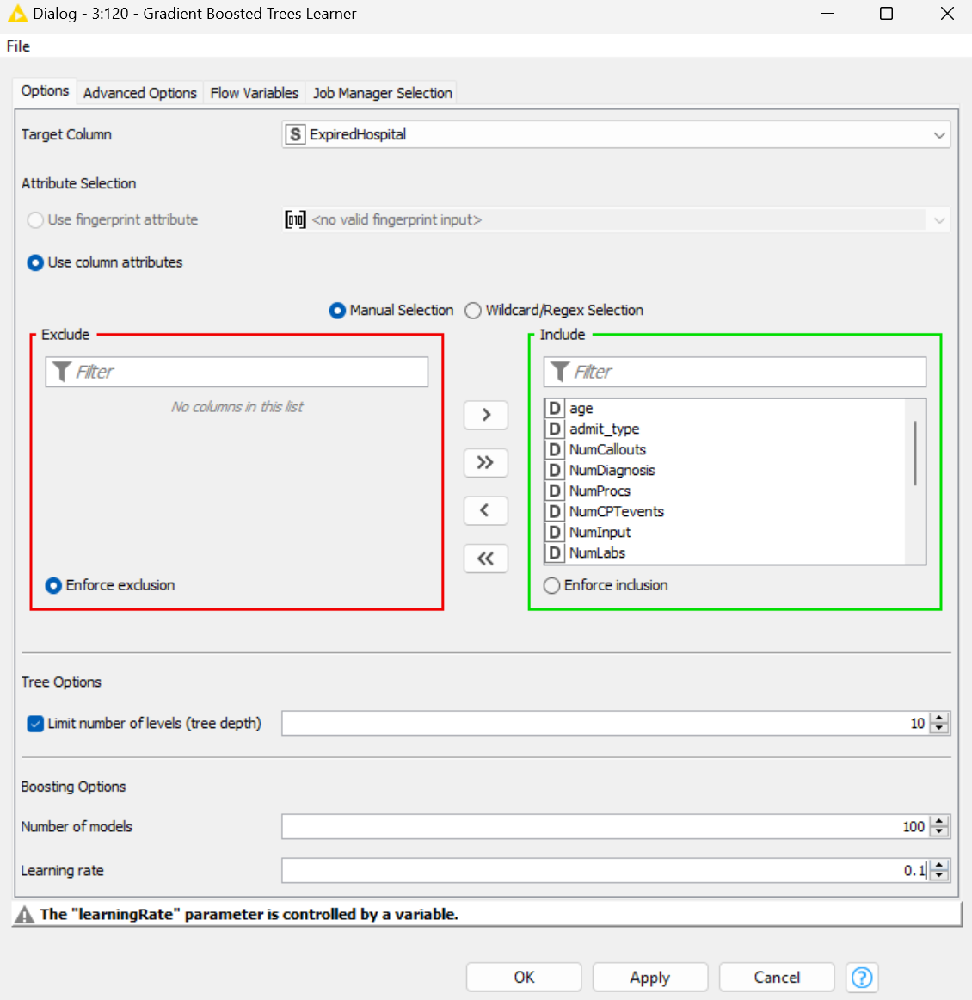 Dialog - 3:120 - Gradient Boosted Trees Learner
File
Options Advanced Options Flow Variables Job Manager Selection
Target Column S ExpiredHospital
Attribute Selection
Use fingerprint attribute [010] <no valid fingerprint input>
Use column attributes
Manual Selection Wildcard/Regex Selection
Exclude Include
Filter Filter
No columns in this list
D age
D admit_type
> D NumCallouts
D NumDiagnosis
>> D NumProcs
D NumCPTevents
< D NumInput
<< D NumLabs
Enforce exclusion Enforce inclusion
Tree Options
Limit number of levels (tree depth) 10
Boosting Options
Number of models 100
Learning rate 0.1
The "learningRate" parameter is controlled by a variable.
OK Apply Cancel ?